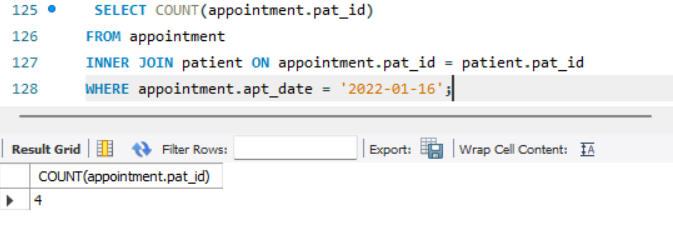 125 SELECT COUNT(appointment.pat_id)
126 FROM appointment
127 INNER JOIN patient ON appointment.pat_id = patient.pat_id
128 WHERE appointment.apt_date = '2022-01-16';
Result Grid Filter Rows: Export: Wrap Cell Content: IA
COUNT(appointment.pat_id)
4